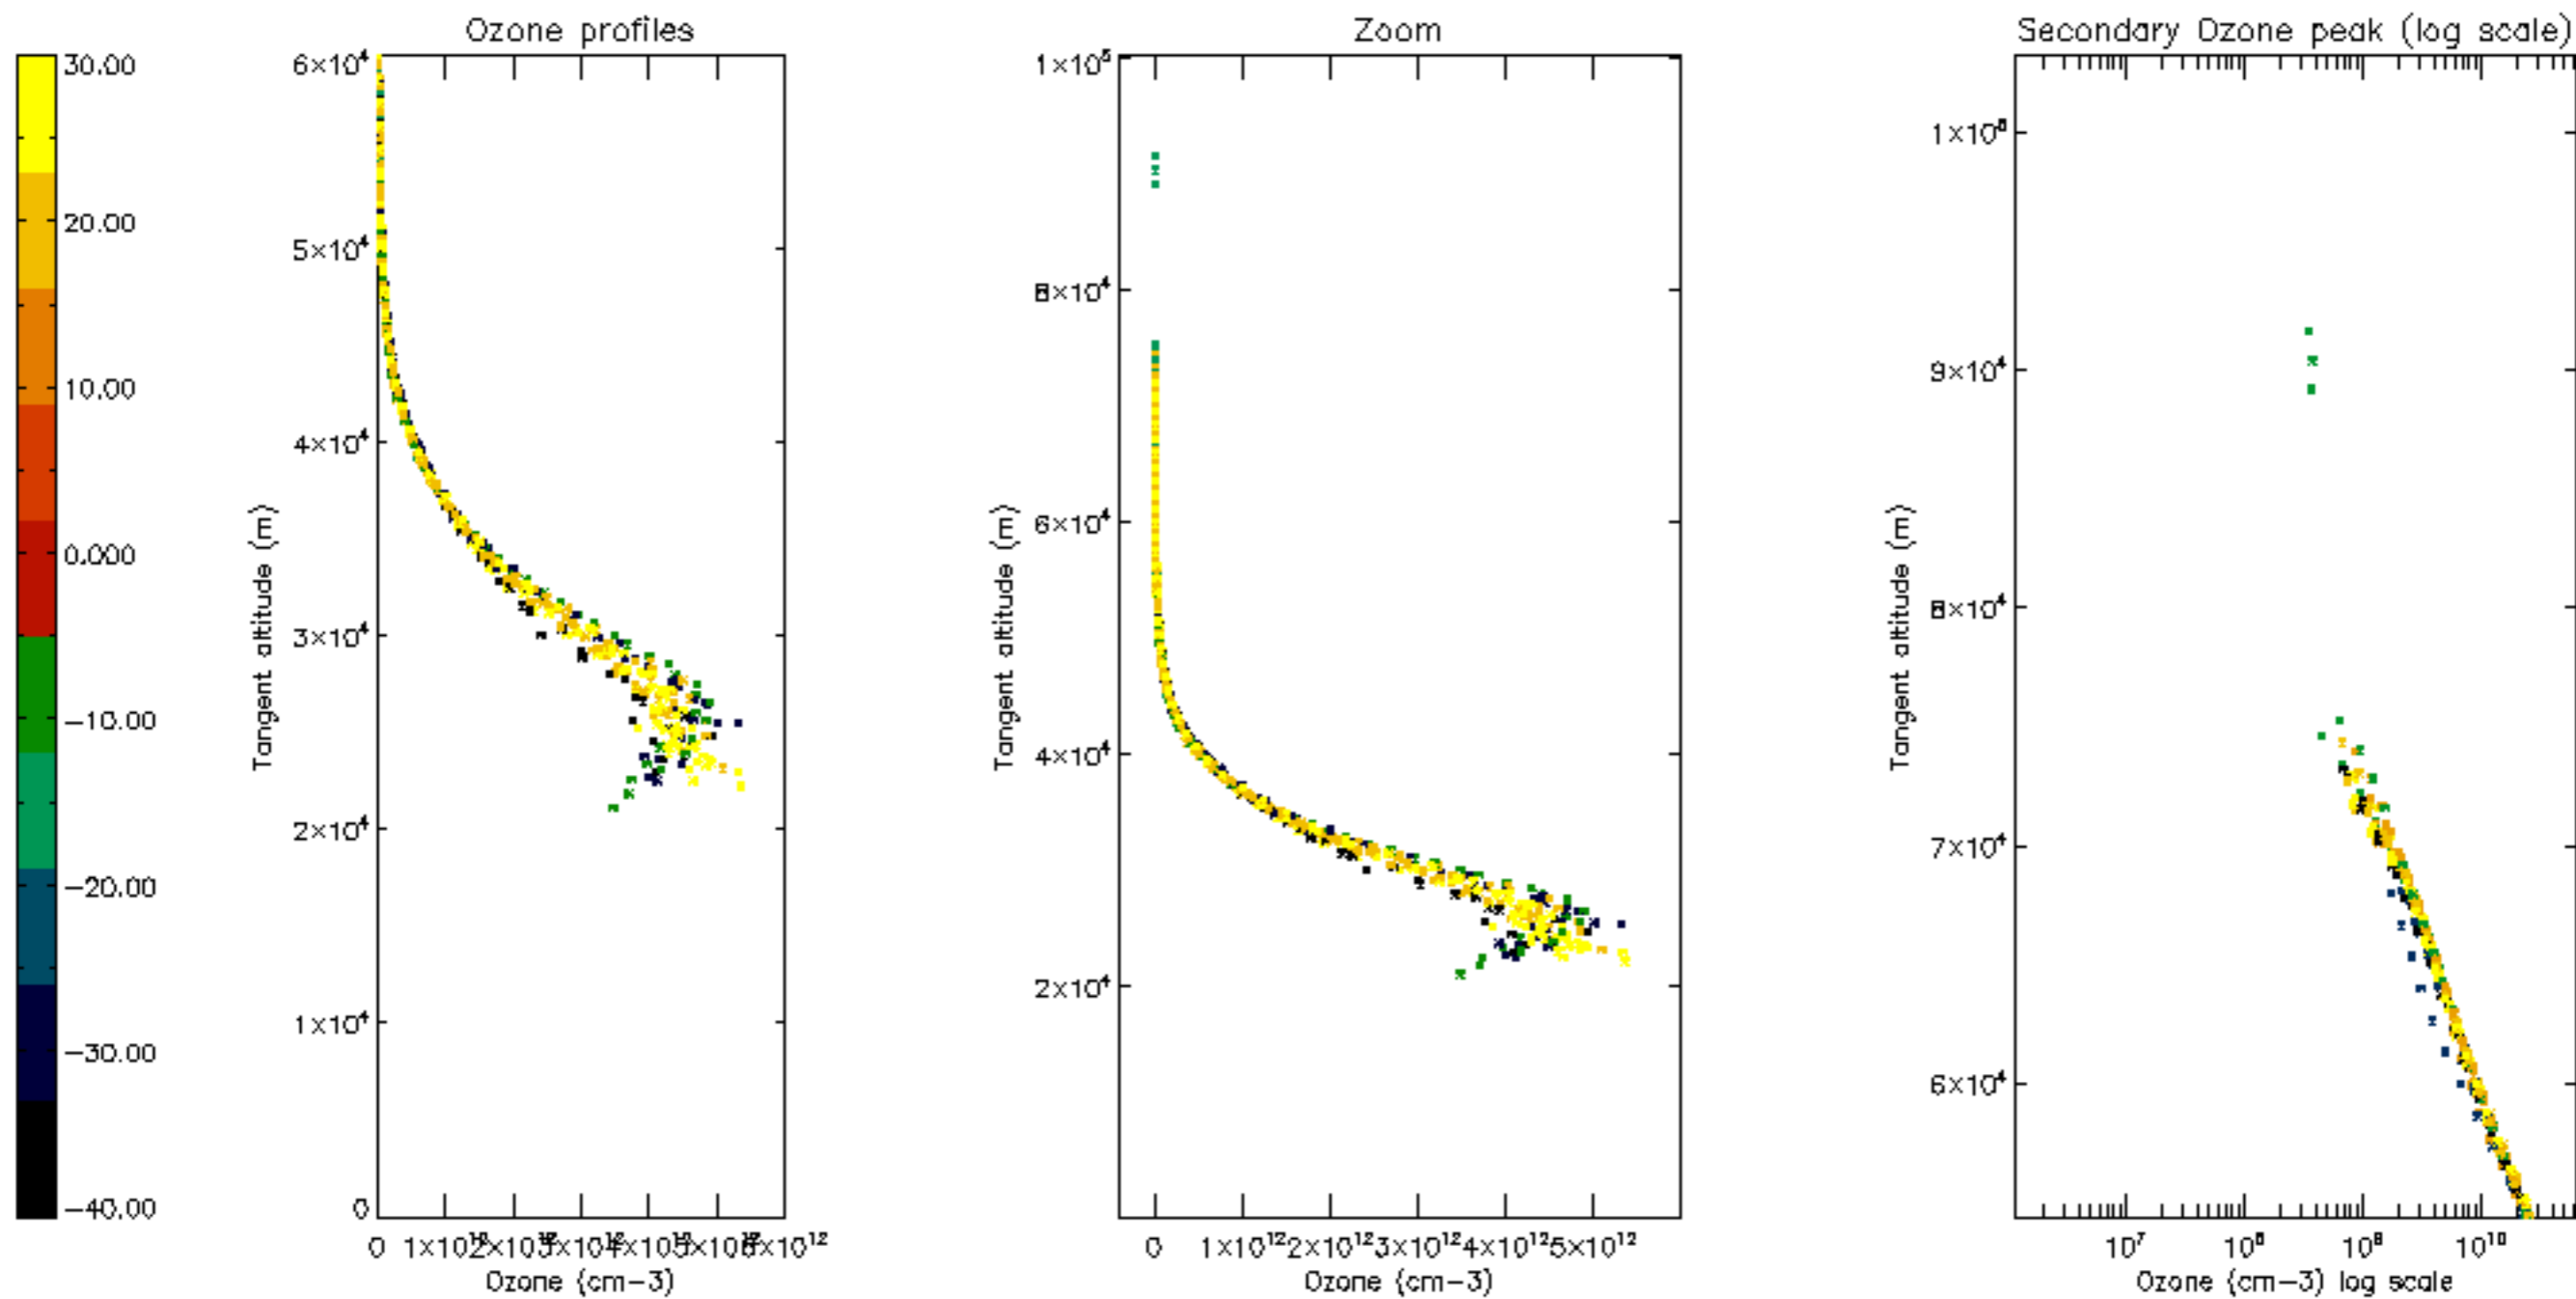 Ozone profiles
Zoom
Secondary Ozone peak (log scale)
30.00
20.00
10.00
0.000
−10.00
−20.00
−30.00
−40.00
6×10⁴
5×10⁴
4×10⁴
3×10⁴
2×10⁴
1×10⁴
0
Tangent altitude (m)
0
Ozone (cm−3)
1×10⁵
8×10⁴
6×10⁴
4×10⁴
2×10⁴
Tangent altitude (m)
0 1×10¹² 2×10¹² 3×10¹² 4×10¹² 5×10¹²
Ozone (cm−3)
9×10⁴
8×10⁴
7×10⁴
6×10⁴
Tangent altitude (m)
10⁷ 10⁸ 10⁹ 10¹⁰
Ozone (cm−3) log scale